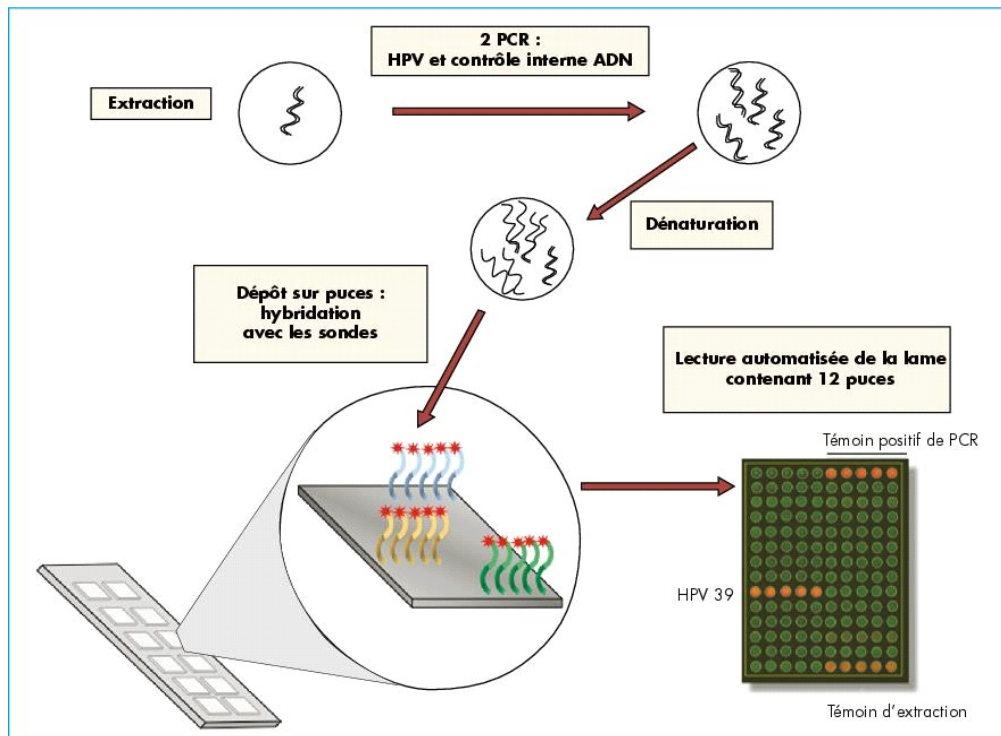 2 PCR :
HPV et contrôle interne ADN
Extraction
Dénaturation
Dépôt sur puces :
hybridation
avec les sondes
Lecture automatisée de la lame
contenant 12 puces
Témoin positif de PCR
HPV 39
Témoin d'extraction